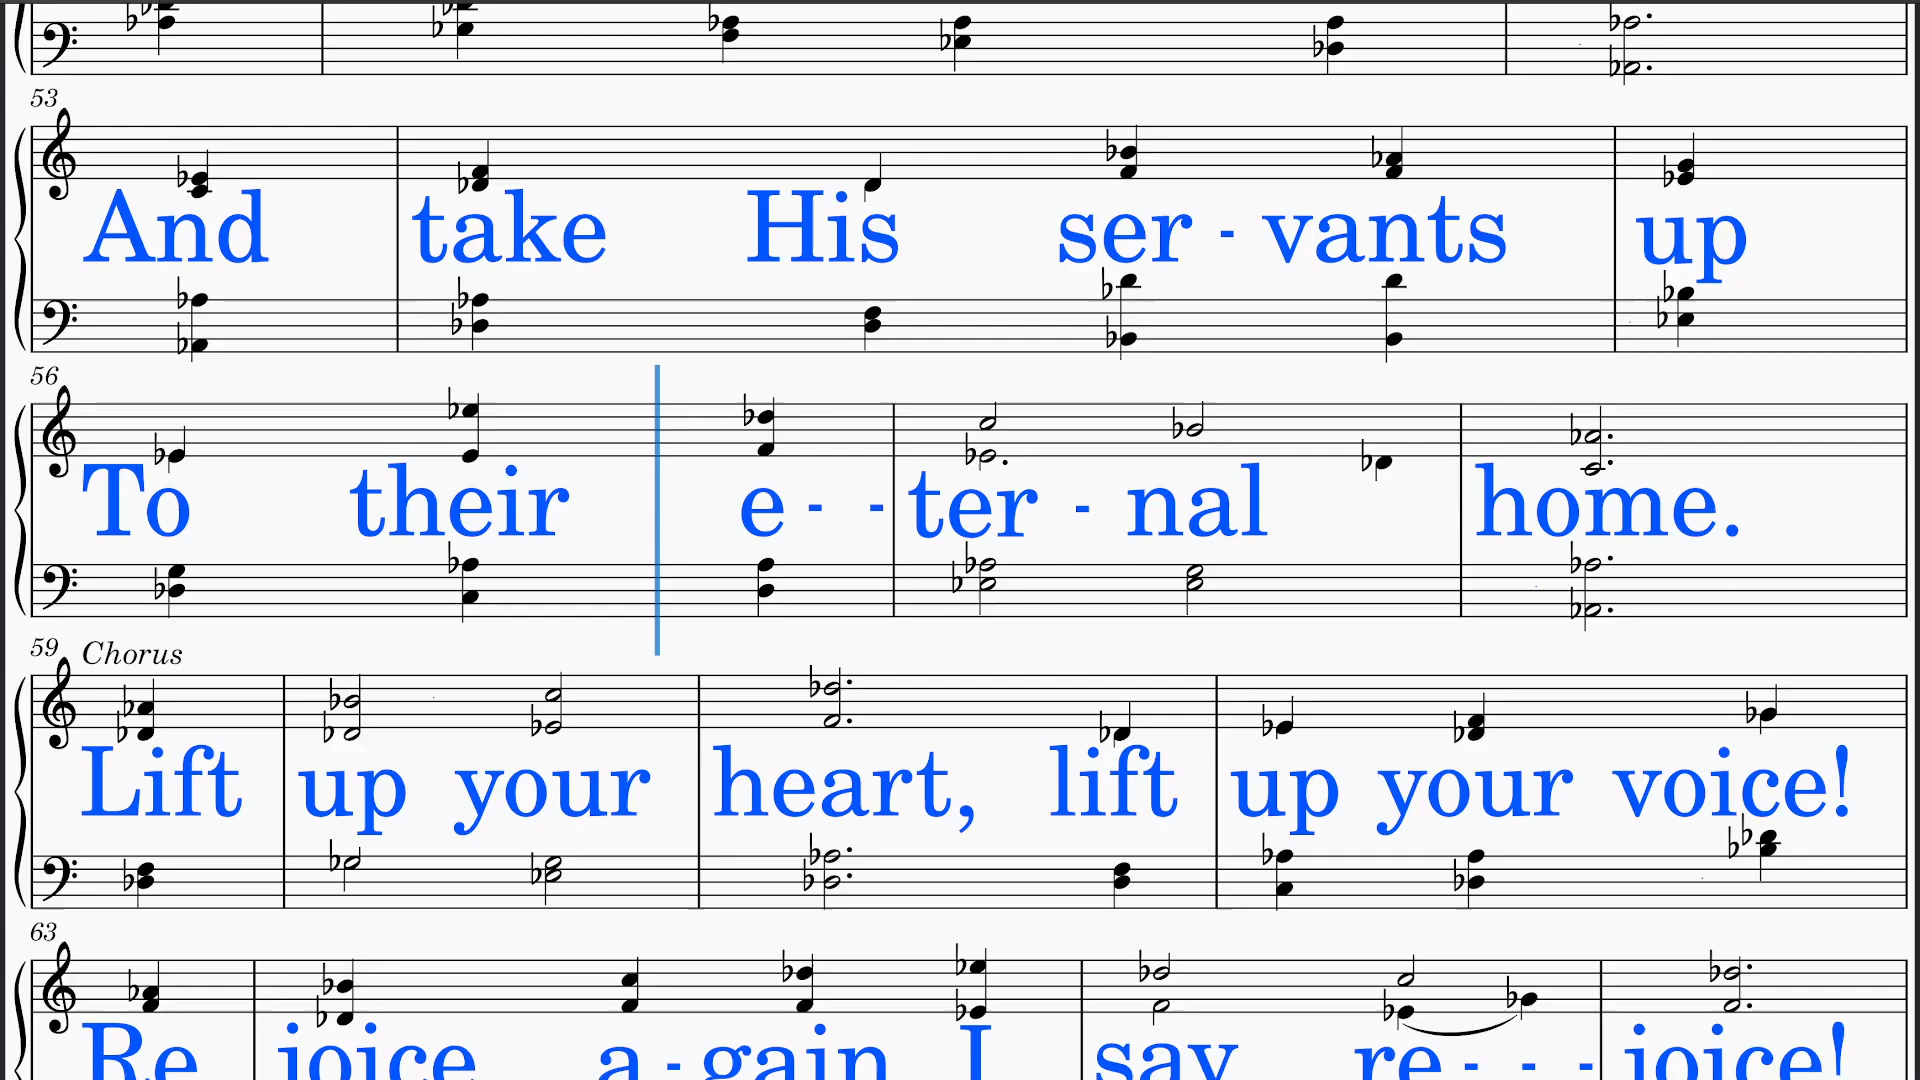 53
And take His ser - vants up
56
To their e - - ter - nal home.
59 Chorus
Lift up your heart, lift up your voice!
63
Re joice a - gain I say re - - - joice!